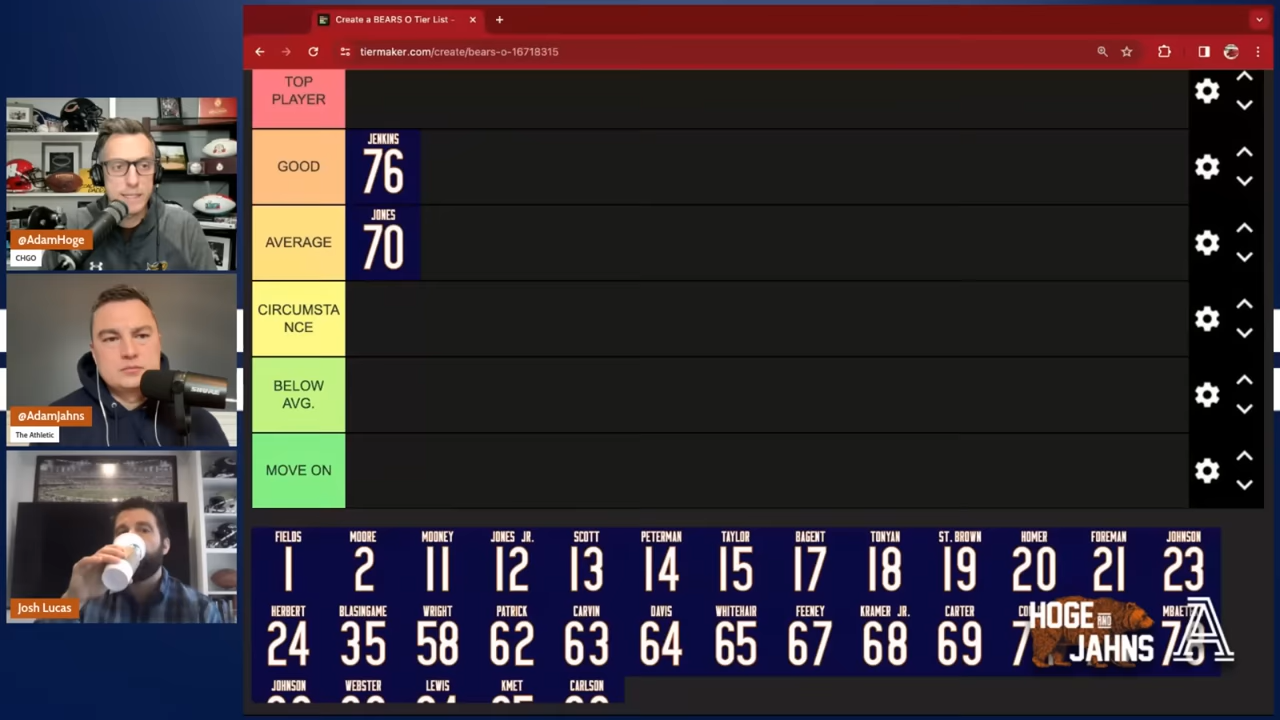 Create a BEARS O Tier List -
tiermaker.com/create/bears-o-16718315
TOP
PLAYER
GOOD
JENKINS
76
AVERAGE
JONES
70
CIRCUMSTA
NCE
BELOW
AVG.
MOVE ON
@AdamHoge
CHGO
@AdamJahns
The Athletic
Josh Lucas
FIELDS MOORE MOONEY JONES JR. SCOTT PETERMAN TAYLOR BAGENT TONYAN ST. BROWN HOMER FOREMAN JOHNSON
1 2 11 12 13 14 15 17 18 19 20 21 23
HERBERT BLASINGAME WRIGHT PATRICK CARVIN DAVIS WHITEHAIR FEENEY KRAMER JR. CARTER
24 35 58 62 63 64 65 67 68 69
HOGE AND
JAHNS
A
JOHNSON WEBSTER LEWIS KMET CARLSON